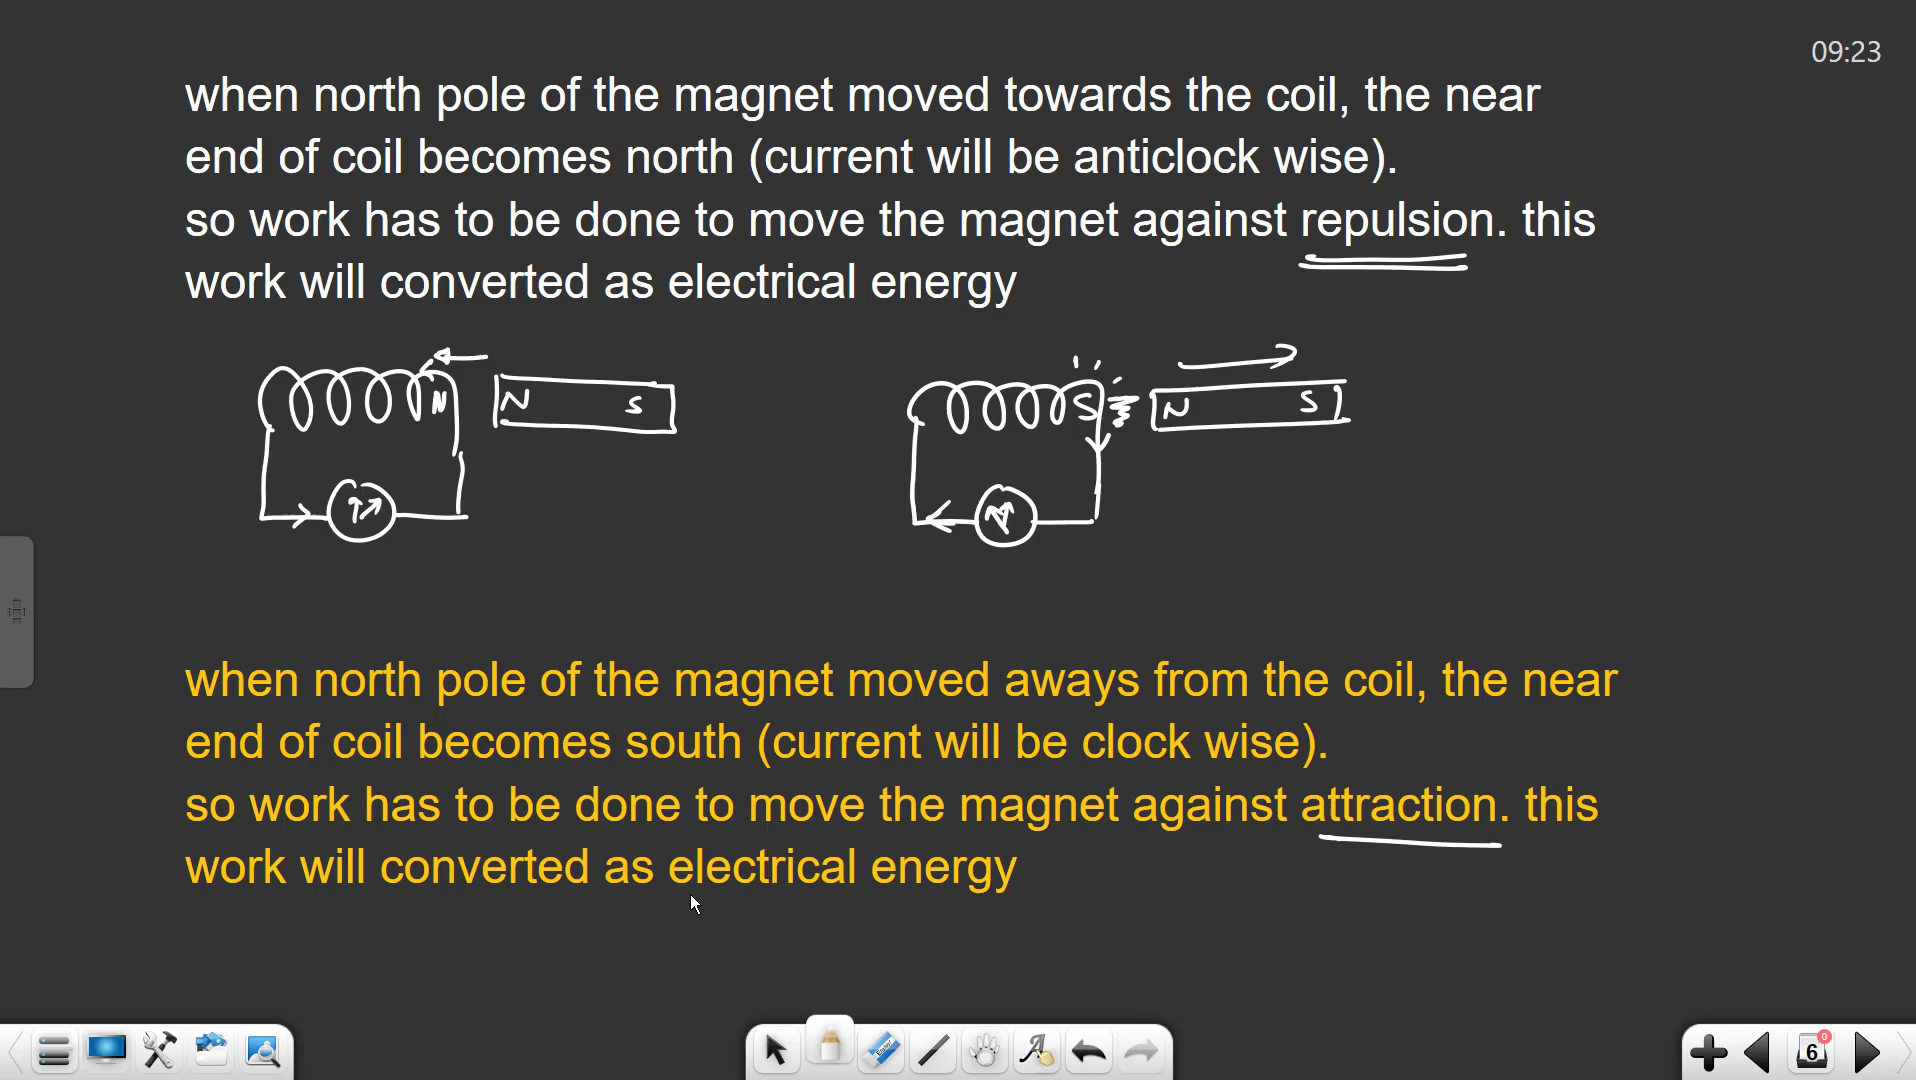 09:23
when north pole of the magnet moved towards the coil, the near
end of coil becomes north (current will be anticlock wise).
so work has to be done to move the magnet against repulsion. this
work will converted as electrical energy
N N S
S N S
when north pole of the magnet moved aways from the coil, the near
end of coil becomes south (current will be clock wise).
so work has to be done to move the magnet against attraction. this
work will converted as electrical energy
Eraser
A
6
0